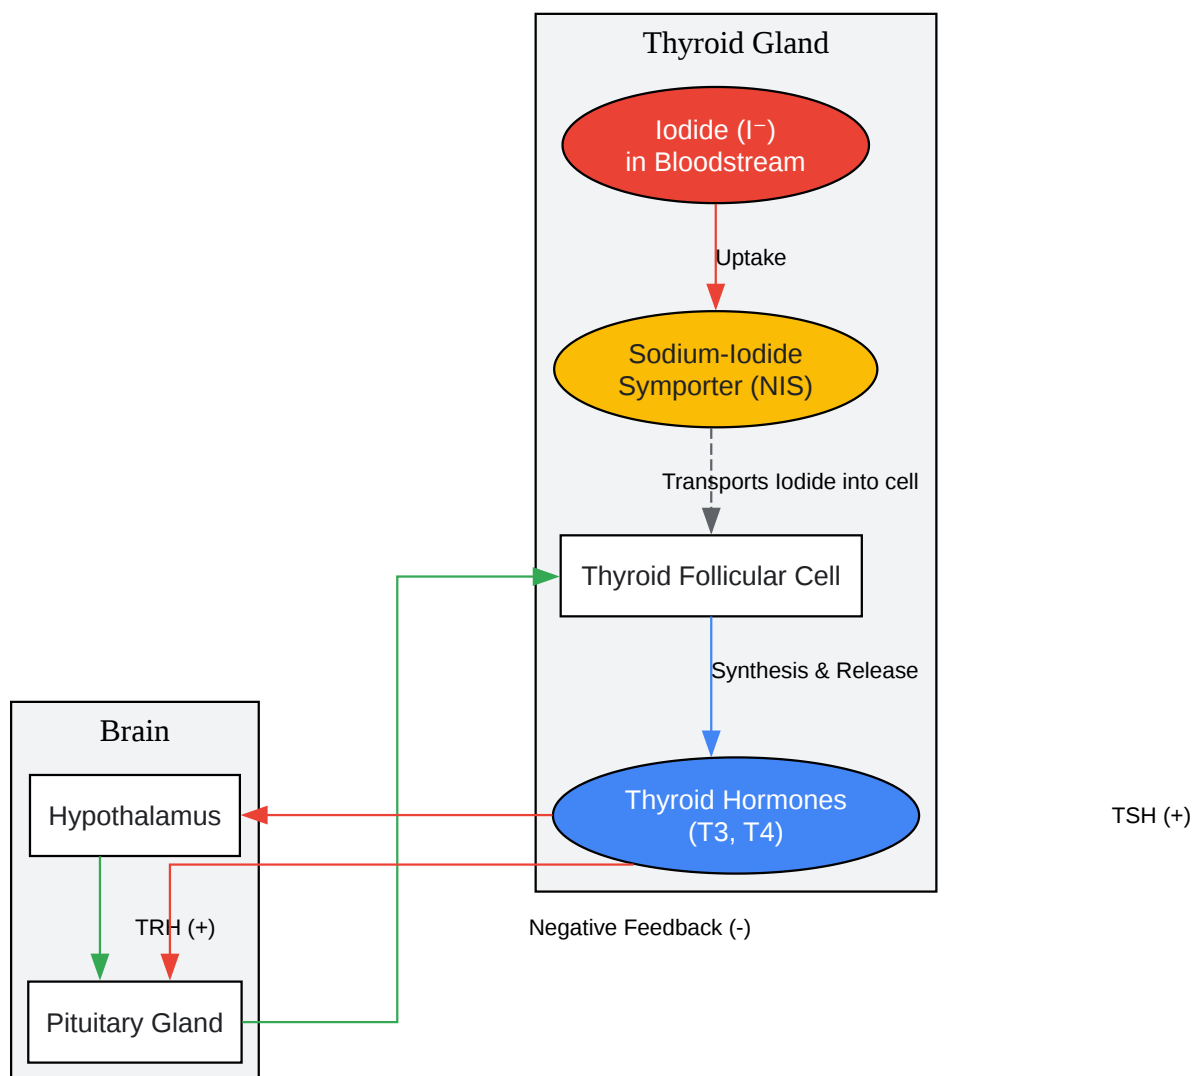 Thyroid Gland
Iodide (I⁻)
in Bloodstream
Uptake
Sodium-Iodide
Symporter (NIS)
Transports Iodide into cell
Thyroid Follicular Cell
Synthesis & Release
Brain
Hypothalamus
Thyroid Hormones
(T3, T4)
TSH (+)
TRH (+)
Negative Feedback (-)
Pituitary Gland